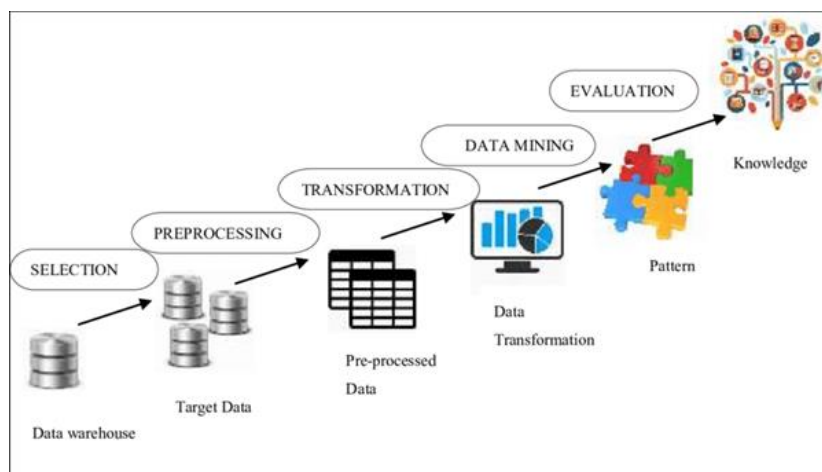 EVALUATION
Knowledge
DATA MINING
Pattern
TRANSFORMATION
Data
Transformation
PREPROCESSING
Pre-processed
Data
SELECTION
Target Data
Data warehouse